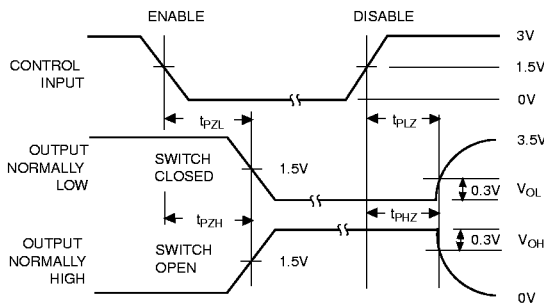 ENABLE
DISABLE
3V
CONTROL
INPUT
1.5V
0V
tPZL
tPLZ
3.5V
OUTPUT
NORMALLY
LOW
SWITCH
CLOSED
1.5V
0.3V
VOL
tPZH
tPHZ
0.3V
VOH
OUTPUT
NORMALLY
HIGH
SWITCH
OPEN
1.5V
0V